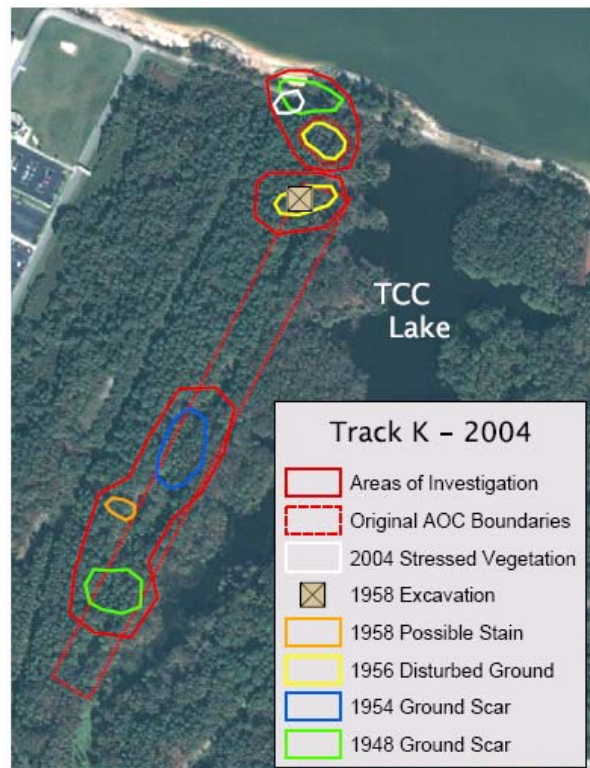 TCC
Lake
Track K – 2004
Areas of Investigation
Original AOC Boundaries
2004 Stressed Vegetation
1958 Excavation
1958 Possible Stain
1956 Disturbed Ground
1954 Ground Scar
1948 Ground Scar